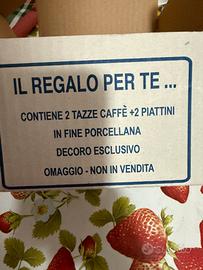 IL REGALO PER TE ...
CONTIENE 2 TAZZE CAFFÈ +2 PIATTINI
IN FINE PORCELLANA
DECORO ESCLUSIVO
OMAGGIO - NON IN VENDITA